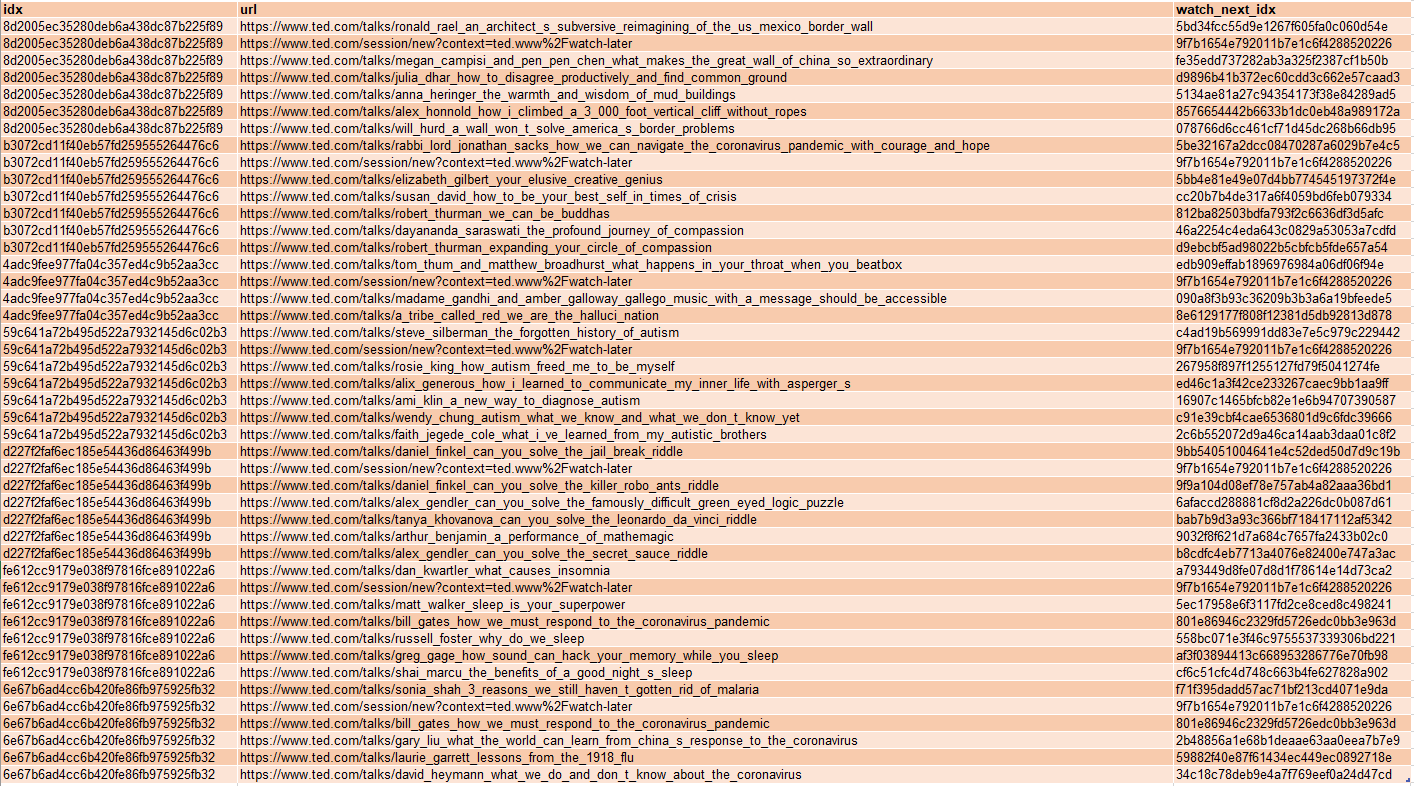 idx url watch_next_idx
8d2005ec35280deb6a438dc87b225f89 https://www.ted.com/talks/ronald_rael_an_architect_s_subversive_reimagining_of_the_us_mexico_border_wall 5bd34fcc55d9e1267f605fa0c060d54e
8d2005ec35280deb6a438dc87b225f89 https://www.ted.com/session/new?context=ted.www%2Fwatch-later 9f7b1654e792011b7e1c6f4288520226
8d2005ec35280deb6a438dc87b225f89 https://www.ted.com/talks/megan_campisi_and_pen_pen_chen_what_makes_the_great_wall_of_china_so_extraordinary fe35edd737282ab3a325f2387cf1b50b
8d2005ec35280deb6a438dc87b225f89 https://www.ted.com/talks/julia_dhar_how_to_disagree_productively_and_find_common_ground d9896b41b372ec60cdd3c662e57caad3
8d2005ec35280deb6a438dc87b225f89 https://www.ted.com/talks/anna_heringer_the_warmth_and_wisdom_of_mud_buildings 5134ae81a27c94354173f38e84289ad5
8d2005ec35280deb6a438dc87b225f89 https://www.ted.com/talks/alex_honnold_how_i_climbed_a_3_000_foot_vertical_cliff_without_ropes 8576654442b6633b1dc0eb48a989172a
8d2005ec35280deb6a438dc87b225f89 https://www.ted.com/talks/will_hurd_a_wall_won_t_solve_america_s_border_problems 078766d6cc461cf71d45dc268b66db95
b3072cd11f40eb57fd259555264476c6 https://www.ted.com/talks/rabbi_lord_jonathan_sacks_how_we_can_navigate_the_coronavirus_pandemic_with_courage_and_hope 5be32167a2dcc08470287a6029b7e4c5
b3072cd11f40eb57fd259555264476c6 https://www.ted.com/session/new?context=ted.www%2Fwatch-later 9f7b1654e792011b7e1c6f4288520226
b3072cd11f40eb57fd259555264476c6 https://www.ted.com/talks/elizabeth_gilbert_your_elusive_creative_genius 5bb4e81e49e07d4bb774545197372f4e
b3072cd11f40eb57fd259555264476c6 https://www.ted.com/talks/susan_david_how_to_be_your_best_self_in_times_of_crisis cc20b7b4de317a6f4059bd6feb079334
b3072cd11f40eb57fd259555264476c6 https://www.ted.com/talks/robert_thurman_we_can_be_buddhas 812ba82503bdfa793f2c6636df3d5afc
b3072cd11f40eb57fd259555264476c6 https://www.ted.com/talks/dayananda_saraswati_the_profound_journey_of_compassion 46a2254c4eda643c0829a53053a7cdfd
b3072cd11f40eb57fd259555264476c6 https://www.ted.com/talks/robert_thurman_expanding_your_circle_of_compassion d9ebcbf5ad98022b5cbfcb5fde657a54
4adc9fee977fa04c357ed4c9b52aa3cc https://www.ted.com/talks/tom_thum_and_matthew_broadhurst_what_happens_in_your_throat_when_you_beatbox edb909effab1896976984a06df06f94e
4adc9fee977fa04c357ed4c9b52aa3cc https://www.ted.com/session/new?context=ted.www%2Fwatch-later 9f7b1654e792011b7e1c6f4288520226
4adc9fee977fa04c357ed4c9b52aa3cc https://www.ted.com/talks/madame_gandhi_and_amber_galloway_gallego_music_with_a_message_should_be_accessible 090a8f3b93c36209b3b3a6a19bfeede5
4adc9fee977fa04c357ed4c9b52aa3cc https://www.ted.com/talks/a_tribe_called_red_we_are_the_halluci_nation 8e6129177f808f12381d5db92813d878
59c641a72b495d522a7932145d6c02b3 https://www.ted.com/talks/steve_silberman_the_forgotten_history_of_autism c4ad19b569991dd83e7e5c979c229442
59c641a72b495d522a7932145d6c02b3 https://www.ted.com/session/new?context=ted.www%2Fwatch-later 9f7b1654e792011b7e1c6f4288520226
59c641a72b495d522a7932145d6c02b3 https://www.ted.com/talks/rosie_king_how_autism_freed_me_to_be_myself 267958f897f1255127fd79f5041274fe
59c641a72b495d522a7932145d6c02b3 https://www.ted.com/talks/alix_generous_how_i_learned_to_communicate_my_inner_life_with_asperger_s ed46c1a3f42ce233267caec9bb1aa9ff
59c641a72b495d522a7932145d6c02b3 https://www.ted.com/talks/ami_klin_a_new_way_to_diagnose_autism 16907c1465bfcb82e1e6b94707390587
59c641a72b495d522a7932145d6c02b3 https://www.ted.com/talks/wendy_chung_autism_what_we_know_and_what_we_don_t_know_yet c91e39cbf4cae6536801d9c6fdc39666
59c641a72b495d522a7932145d6c02b3 https://www.ted.com/talks/faith_jegede_cole_what_i_ve_learned_from_my_autistic_brothers 2c6b552072d9a46ca14aab3daa01c8f2
d227f2faf6ec185e54436d86463f499b https://www.ted.com/talks/daniel_finkel_can_you_solve_the_jail_break_riddle 9bb54051004641e4c52ded50d7d9c19b
d227f2faf6ec185e54436d86463f499b https://www.ted.com/session/new?context=ted.www%2Fwatch-later 9f7b1654e792011b7e1c6f4288520226
d227f2faf6ec185e54436d86463f499b https://www.ted.com/talks/daniel_finkel_can_you_solve_the_killer_robo_ants_riddle 9f9a104d08ef78e757ab4a82aaa36bd1
d227f2faf6ec185e54436d86463f499b https://www.ted.com/talks/alex_gendler_can_you_solve_the_famously_difficult_green_eyed_logic_puzzle 6afaccd288881cf8d2a226dc0b087d61
d227f2faf6ec185e54436d86463f499b https://www.ted.com/talks/tanya_khovanova_can_you_solve_the_leonardo_da_vinci_riddle bab7b9d3a93c366bf718417112af5342
d227f2faf6ec185e54436d86463f499b https://www.ted.com/talks/arthur_benjamin_a_performance_of_mathemagic 9032f8f621d7a684c7657fa2433b02c0
d227f2faf6ec185e54436d86463f499b https://www.ted.com/talks/alex_gendler_can_you_solve_the_secret_sauce_riddle b8cdfc4eb7713a4076e82400e747a3ac
fe612cc9179e038f97816fce891022a6 https://www.ted.com/talks/dan_kwartler_what_causes_insomnia a793449d8fe07d8d1f78614e14d73ca2
fe612cc9179e038f97816fce891022a6 https://www.ted.com/session/new?context=ted.www%2Fwatch-later 9f7b1654e792011b7e1c6f4288520226
fe612cc9179e038f97816fce891022a6 https://www.ted.com/talks/matt_walker_sleep_is_your_superpower 5ec17958e6f3117fd2ce8ced8c498241
fe612cc9179e038f97816fce891022a6 https://www.ted.com/talks/bill_gates_how_we_must_respond_to_the_coronavirus_pandemic 801e86946c2329fd5726edc0bb3e963d
fe612cc9179e038f97816fce891022a6 https://www.ted.com/talks/russell_foster_why_do_we_sleep 558bc071e3f46c9755537339306bd221
fe612cc9179e038f97816fce891022a6 https://www.ted.com/talks/greg_gage_how_sound_can_hack_your_memory_while_you_sleep af3f03894413c668953286776e70fb98
fe612cc9179e038f97816fce891022a6 https://www.ted.com/talks/shai_marcu_the_benefits_of_a_good_night_s_sleep cf6c51cfc4d748c663b4fe627828a902
6e67b6ad4cc6b420fe86fb975925fb32 https://www.ted.com/talks/sonia_shah_3_reasons_we_still_haven_t_gotten_rid_of_malaria f71f395dadd57ac71bf213cd4071e9da
6e67b6ad4cc6b420fe86fb975925fb32 https://www.ted.com/session/new?context=ted.www%2Fwatch-later 9f7b1654e792011b7e1c6f4288520226
6e67b6ad4cc6b420fe86fb975925fb32 https://www.ted.com/talks/bill_gates_how_we_must_respond_to_the_coronavirus_pandemic 801e86946c2329fd5726edc0bb3e963d
6e67b6ad4cc6b420fe86fb975925fb32 https://www.ted.com/talks/gary_liu_what_the_world_can_learn_from_china_s_response_to_the_coronavirus 2b48856a1e68b1deaae63aa0eea7b7e9
6e67b6ad4cc6b420fe86fb975925fb32 https://www.ted.com/talks/laurie_garrett_lessons_from_the_1918_flu 59882f40e87f61434ec449ec0892718e
6e67b6ad4cc6b420fe86fb975925fb32 https://www.ted.com/talks/david_heymann_what_we_do_and_don_t_know_about_the_coronavirus 34c18c78deb9e4a7f769eef0a24d47cd